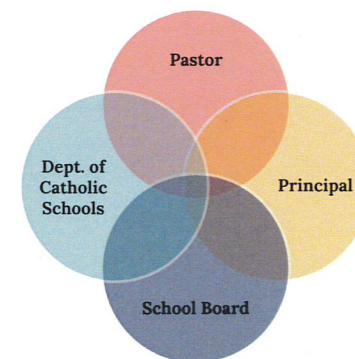 Pastor
Dept. of
Catholic
Schools
Principal
School Board